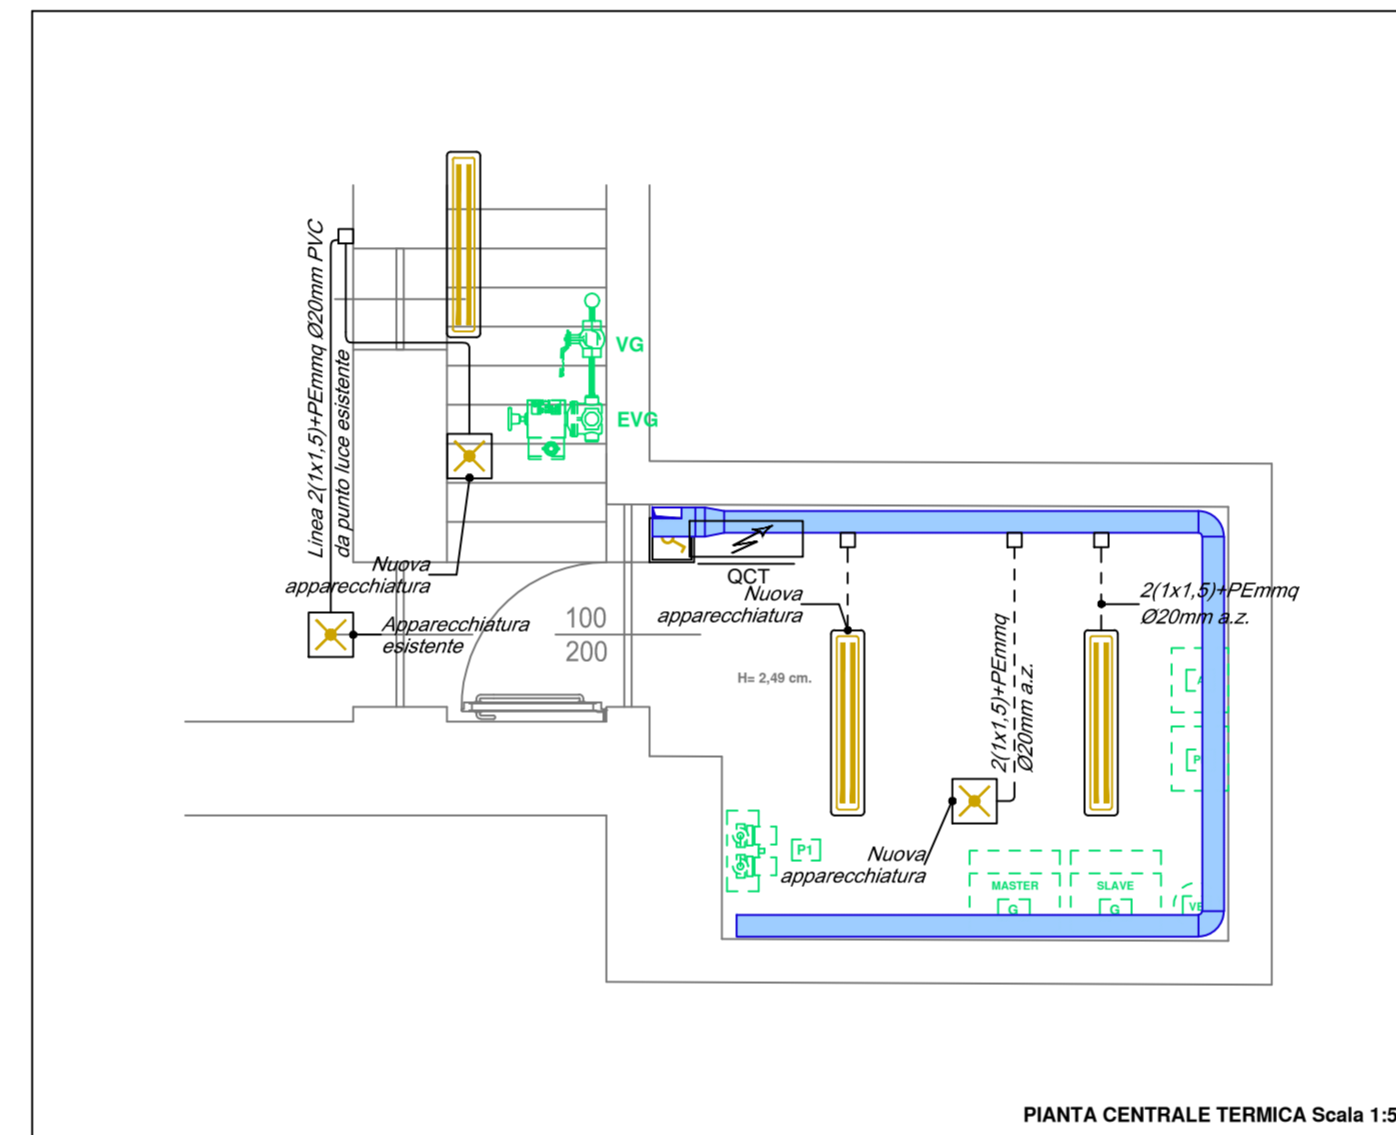 Linea 2(1x1,5)+PEmmq Ø20mm PVC
da punto luce esistente
VG
EVG
Nuova
apparecchiatura
Apparecchiatura
esistente
100
200
QCT
Nuova
apparecchiatura
H= 2,49 cm.
2(1x1,5)+PEmmq
Ø20mm a.z.
2(1x1,5)+PEmmq
Ø20mm a.z.
A
P
P1
Nuova
apparecchiatura
MASTER
G
SLAVE
G
VE
PIANTA CENTRALE TERMICA Scala 1:5